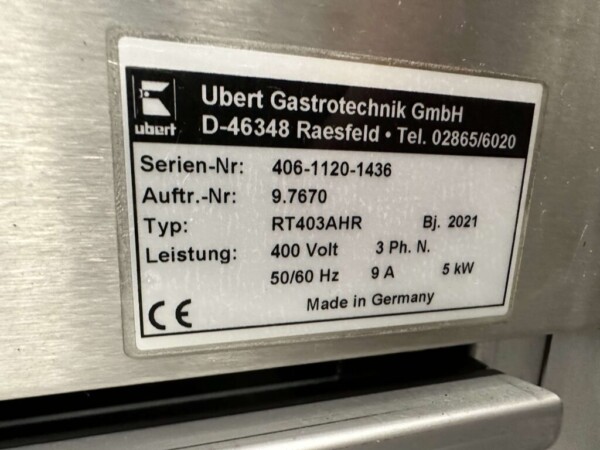 ubert
Ubert Gastrotechnik GmbH
D-46348 Raesfeld • Tel. 02865/6020
Serien-Nr: 406-1120-1436
Auftr.-Nr: 9.7670
Typ: RT403AHR Bj. 2021
Leistung: 400 Volt 3 Ph. N.
50/60 Hz 9 A 5 kW
Made in Germany
CE